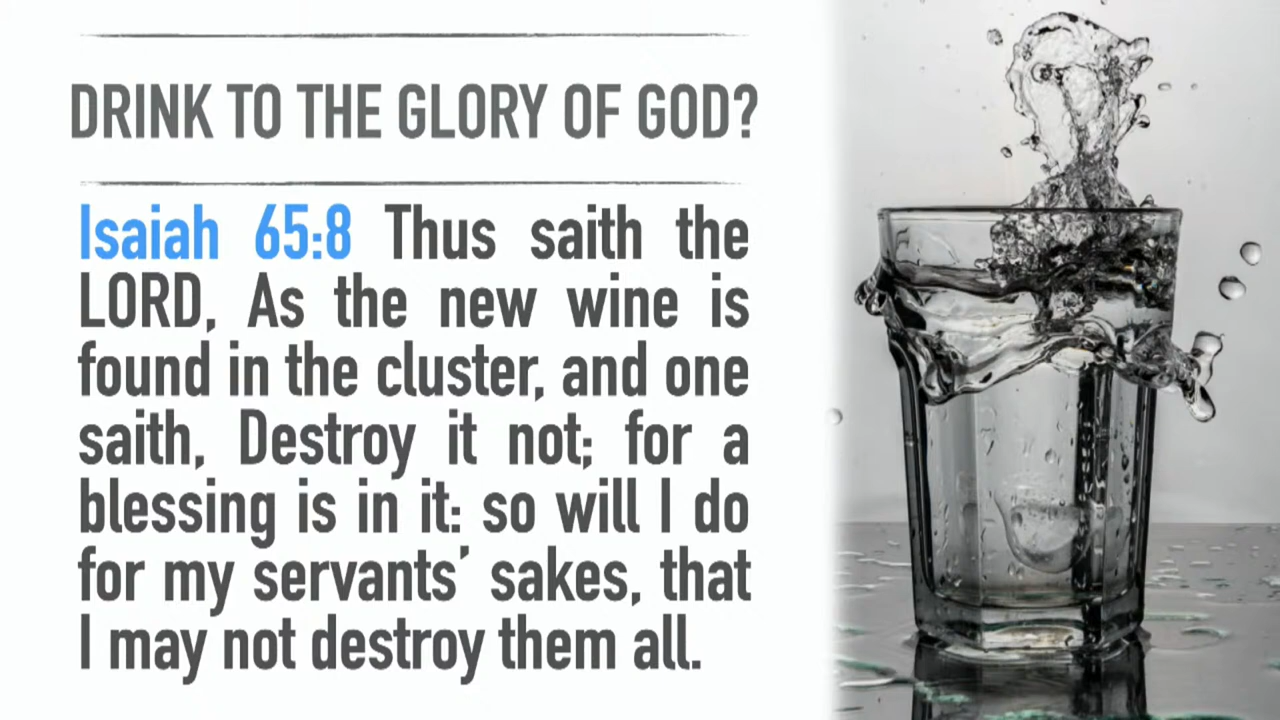 DRINK TO THE GLORY OF GOD?
Isaiah 65:8 Thus saith the
LORD, As the new wine is
found in the cluster, and one
saith, Destroy it not; for a
blessing is in it: so will I do
for my servants’ sakes, that
I may not destroy them all.